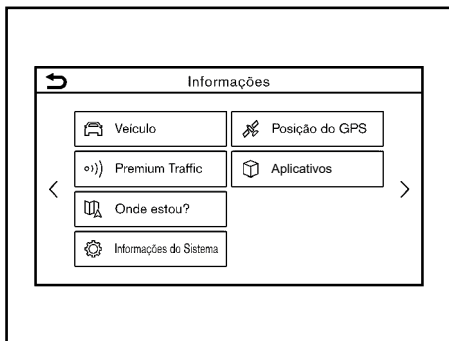 Informações
Veículo
Posição do GPS
Premium Traffic
Aplicativos
Onde estou?
Informações do Sistema